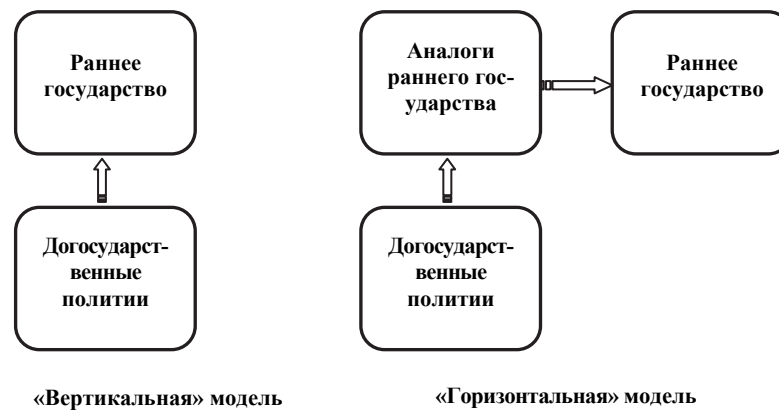 Раннее
государство
Аналоги
раннего гос-
ударства
Раннее
государство
Догосударст-
венные
политии
Догосударст-
венные
политии
«Вертикальная» модель
«Горизонтальная» модель